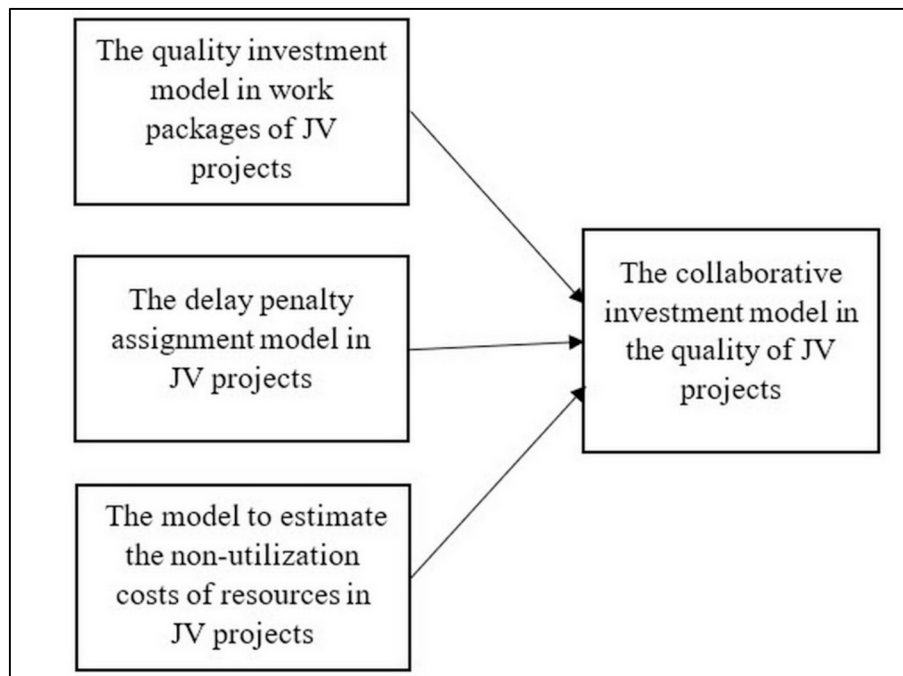 The quality investment
model in work
packages of JV
projects
The delay penalty
assignment model in
JV projects
The model to estimate
the non-utilization
costs of resources in
JV projects
The collaborative
investment model in
the quality of JV
projects